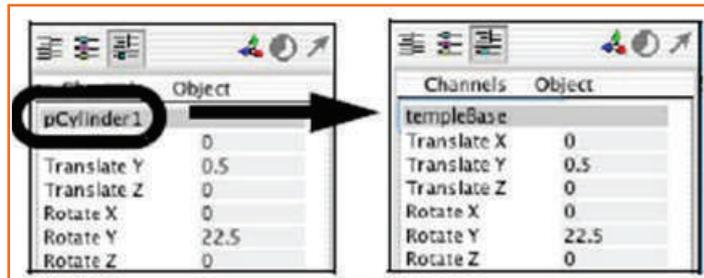 Channels Object
pCylinder1
0
Translate Y 0.5
Translate Z 0
Rotate X 0
Rotate Y 22.5
Rotate Z 0
Channels Object
templeBase
Translate X 0
Translate Y 0.5
Translate Z 0
Rotate X 0
Rotate Y 22.5
Rotate Z 0